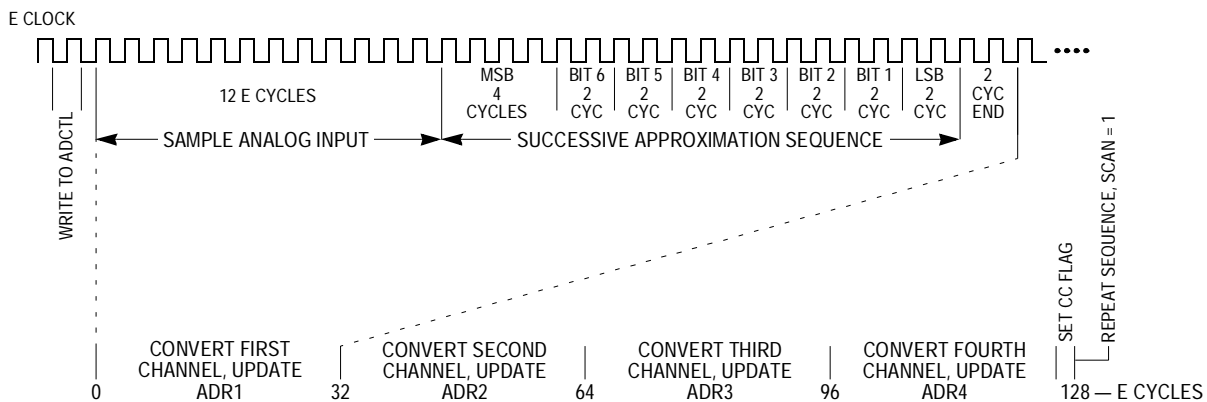 E CLOCK
12 E CYCLES
MSB
4
CYCLES
BIT 6
2
CYC
BIT 5
2
CYC
BIT 4
2
CYC
BIT 3
2
CYC
BIT 2
2
CYC
BIT 1
2
CYC
LSB
2
CYC
2
CYC
END
WRITE TO ADCTL
SAMPLE ANALOG INPUT
SUCCESSIVE APPROXIMATION SEQUENCE
SET CC FLAG
REPEAT SEQUENCE, SCAN = 1
CONVERT FIRST
CHANNEL, UPDATE
ADR1
CONVERT SECOND
CHANNEL, UPDATE
ADR2
CONVERT THIRD
CHANNEL, UPDATE
ADR3
CONVERT FOURTH
CHANNEL, UPDATE
ADR4
0
32
64
96
128 — E CYCLES